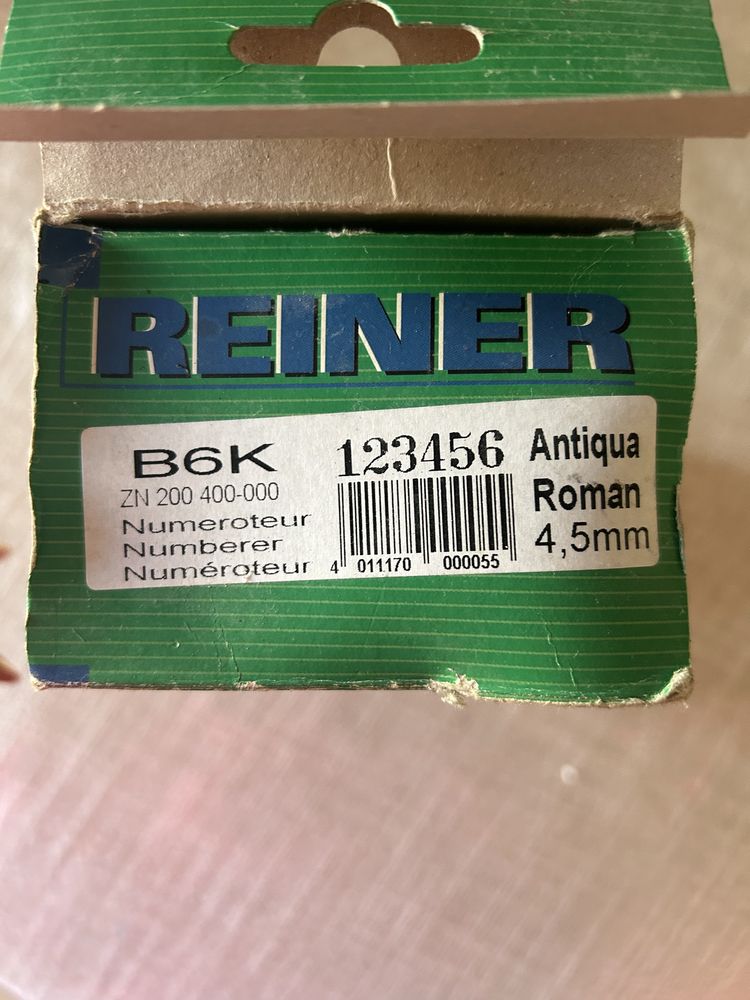 REINER
B6K
ZN 200 400-000
Numeroteur
Numberer
Numéroteur
123456
4 011170 000055
Antiqua
Roman
4,5mm